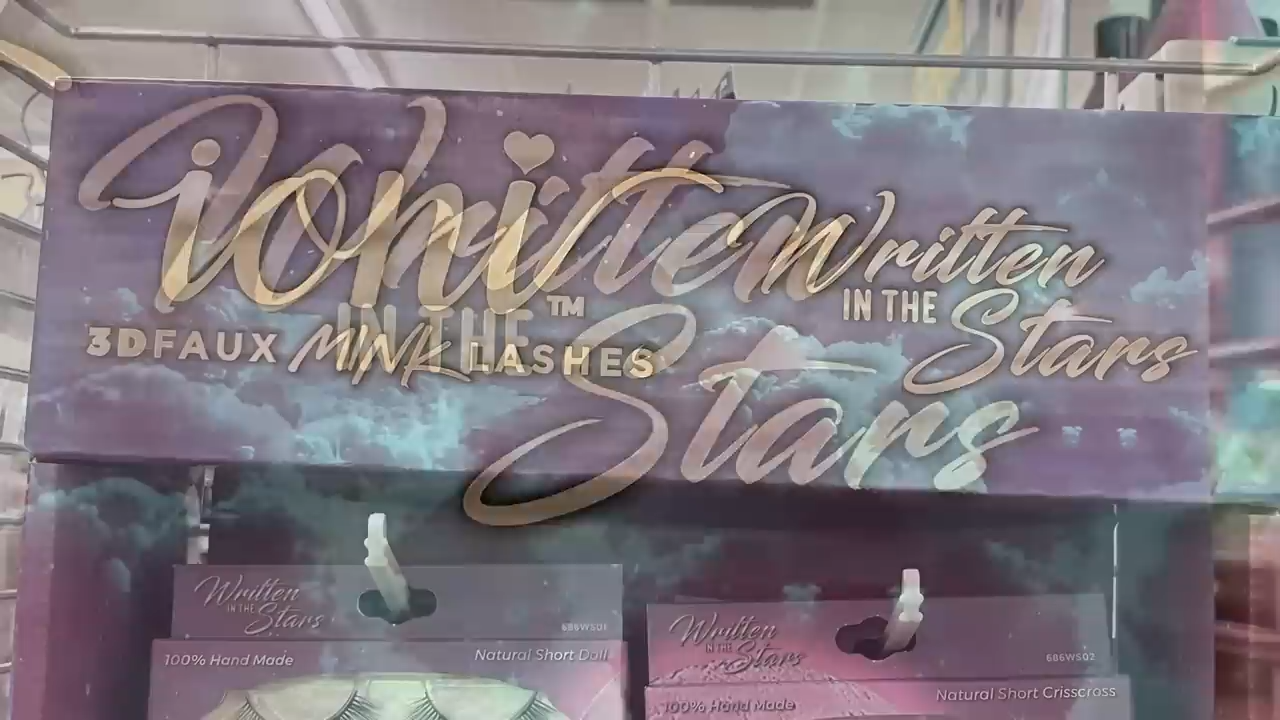 ioni™
3D FAUX MINK LASHES
Written
IN THE
Stars
Written
IN THE
Stars
Written
IN THE
Stars
686WS01
100% Hand Made
Natural Short Doll
Written
IN THE
Stars
686WS02
100% Hand Made
Natural Short Crisscross